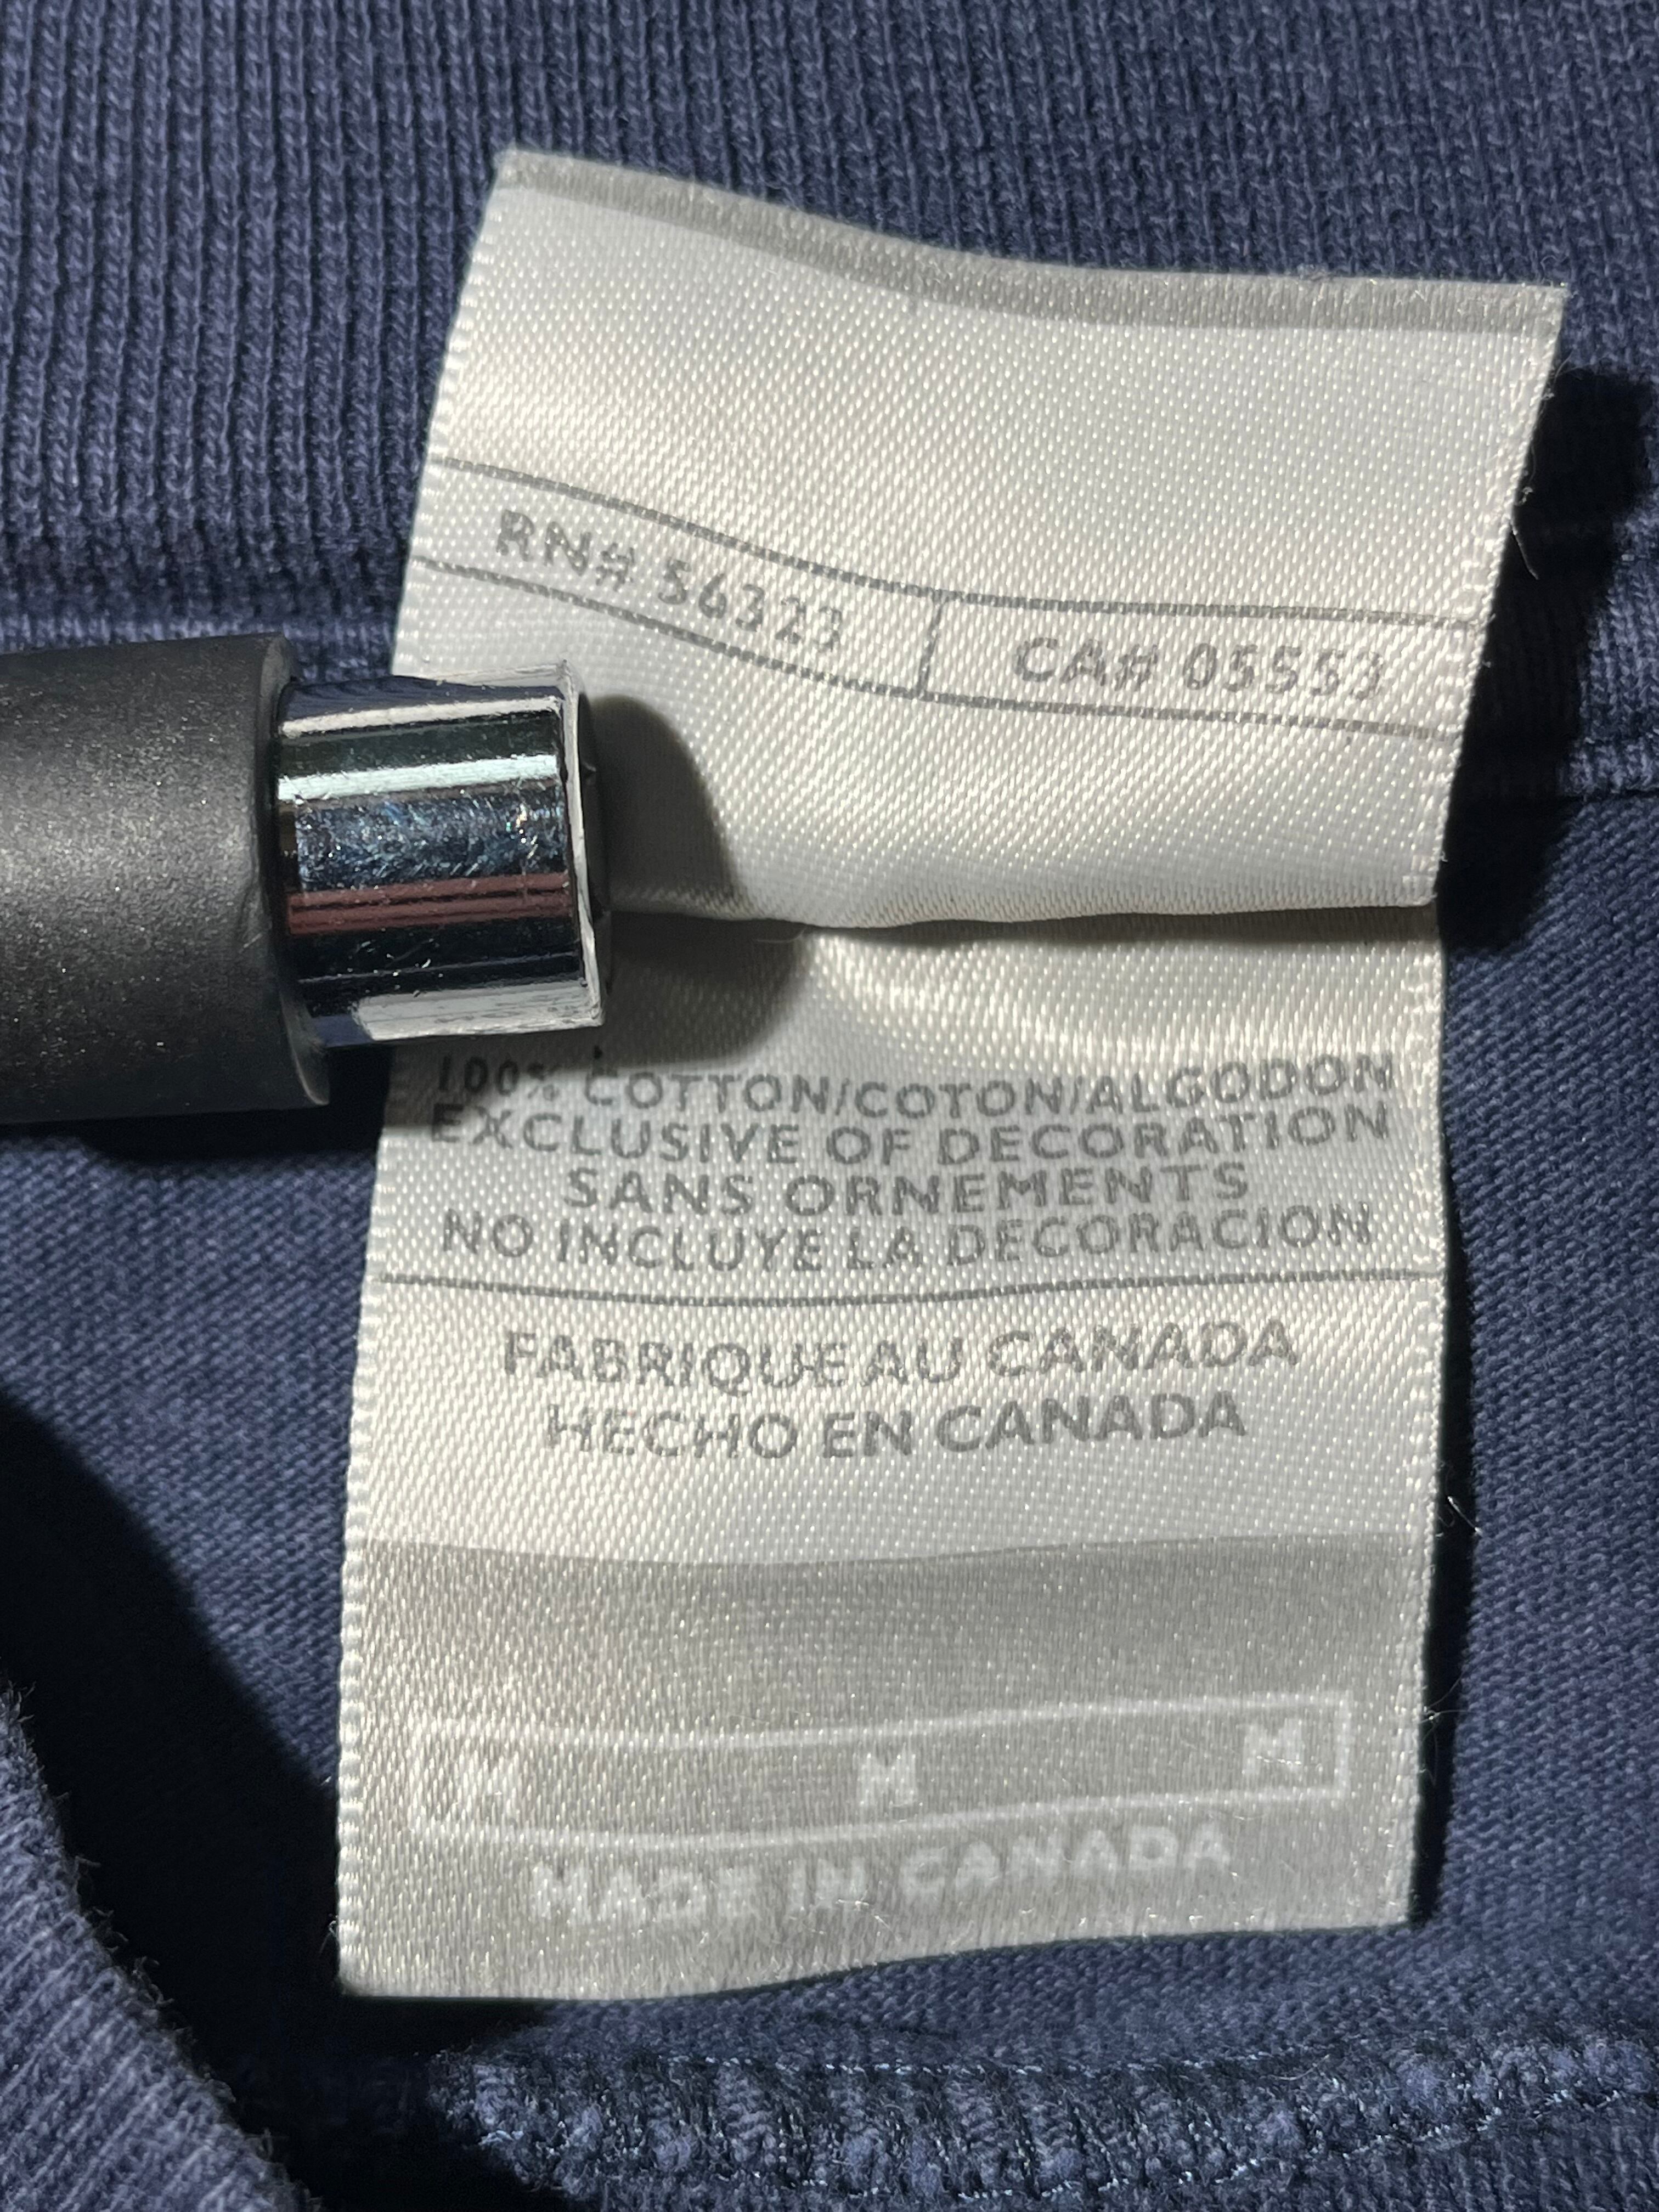 RN# 56323 CA# 05553
100% COTTON/COTON/ALGODON
EXCLUSIVE OF DECORATION
SANS ORNEMENTS
NO INCLUYE LA DECORACION
FABRIQUE AU CANADA
HECHO EN CANADA
M M M
MADE IN CANADA